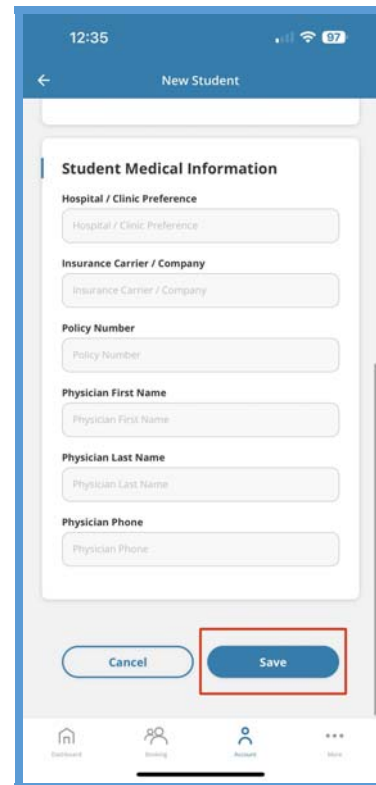 12:35
97
New Student
Student Medical Information
Hospital / Clinic Preference
Hospital / Clinic Preference
Insurance Carrier / Company
Insurance Carrier / Company
Policy Number
Policy Number
Physician First Name
Physician First Name
Physician Last Name
Physician Last Name
Physician Phone
Physician Phone
Cancel Save
Dashboard Booking Account More